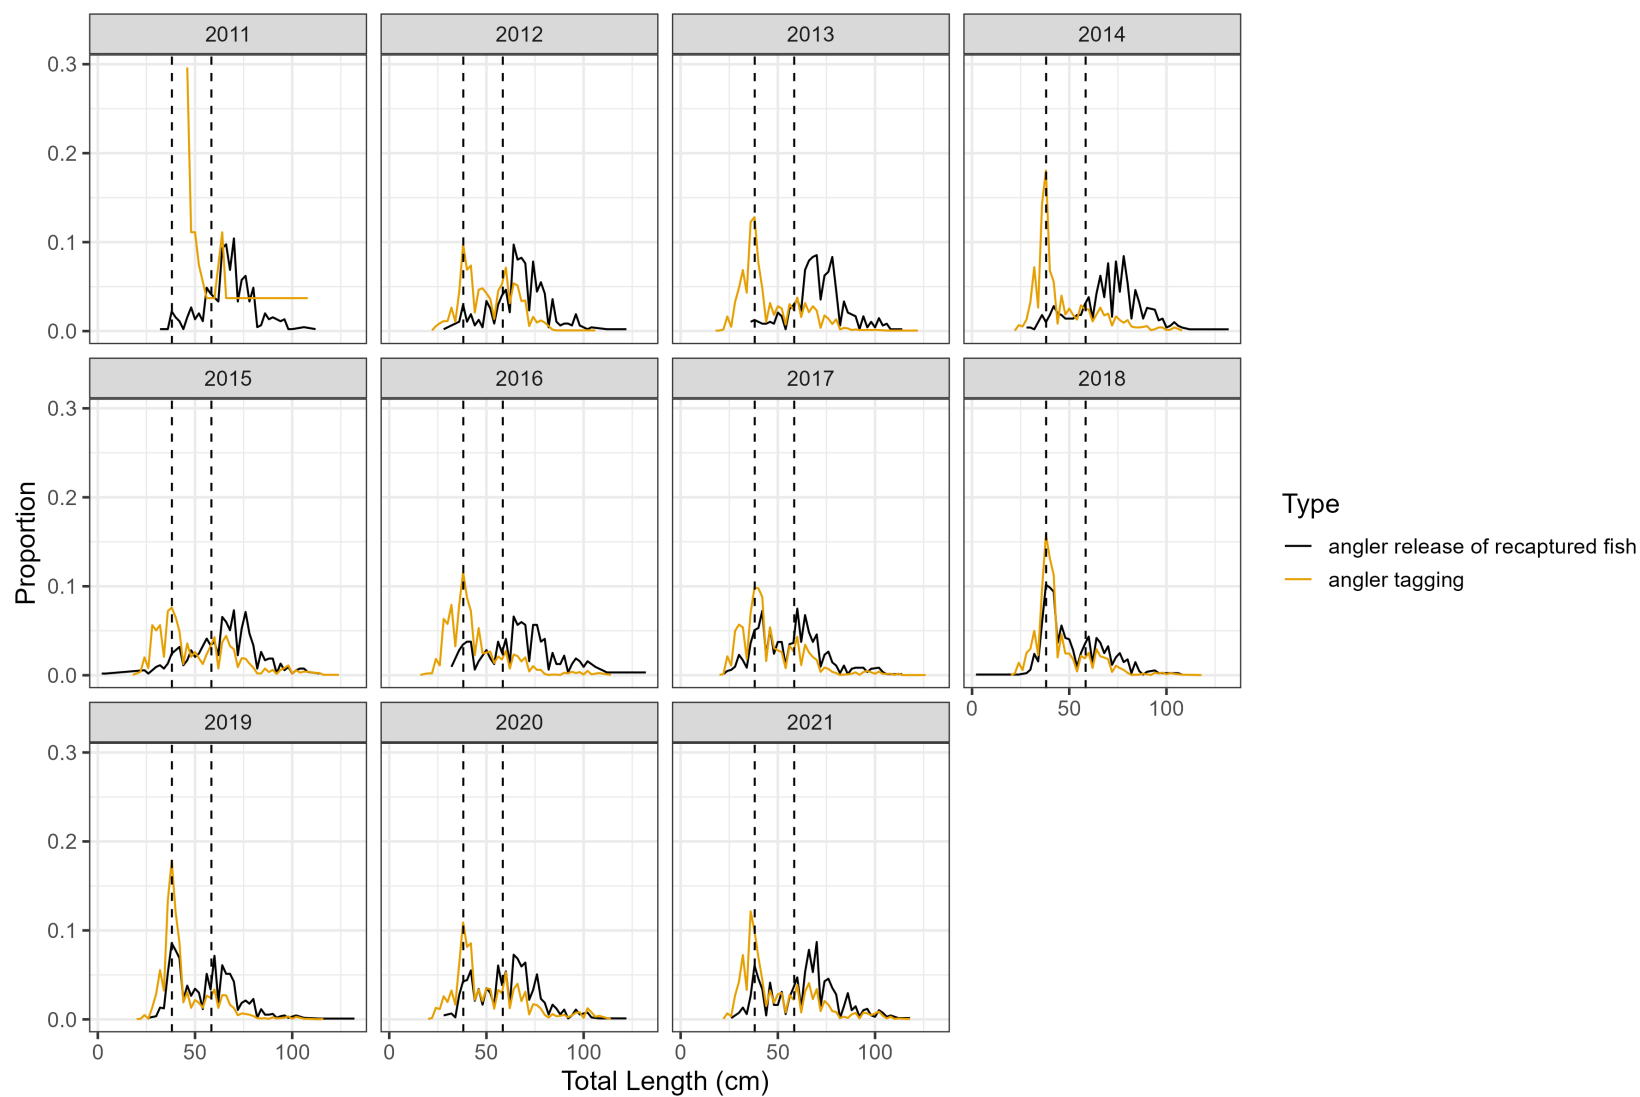 2011 2012 2013 2014
0.3
0.2
0.1
0.0
2015 2016 2017 2018
0.3
0.2
0.1
0.0
0 50 100
2019 2020 2021
0.3
0.2
0.1
0.0
0 50 100 0 50 100 0 50 100
Total Length (cm)
Proportion
Type
angler release of recaptured fish
angler tagging